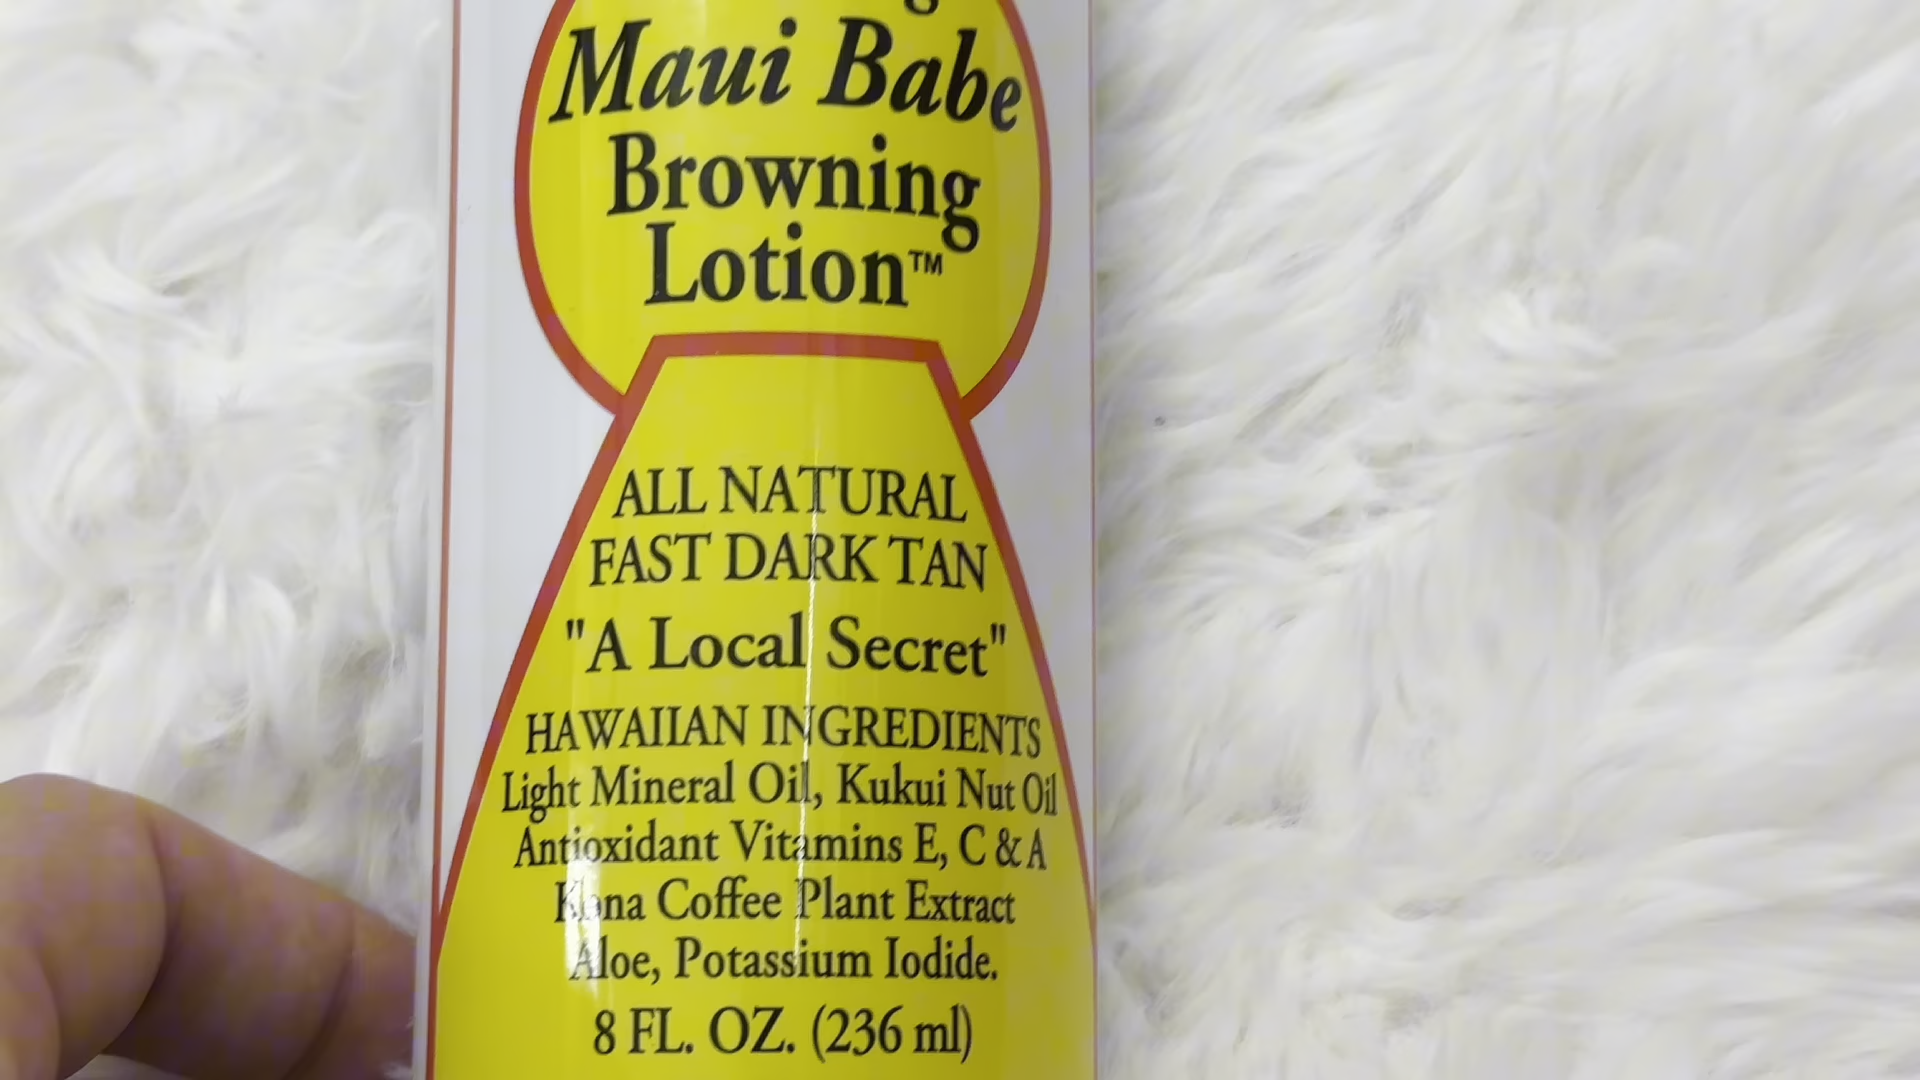 Maui Babe
Browning
Lotion™
ALL NATURAL
FAST DARK TAN
"A Local Secret"
HAWAIIAN INGREDIENTS
Light Mineral Oil, Kukui Nut Oil
Antioxidant Vitamins E, C & A
Kona Coffee Plant Extract
Aloe, Potassium Iodide.
8 FL. OZ. (236 ml)